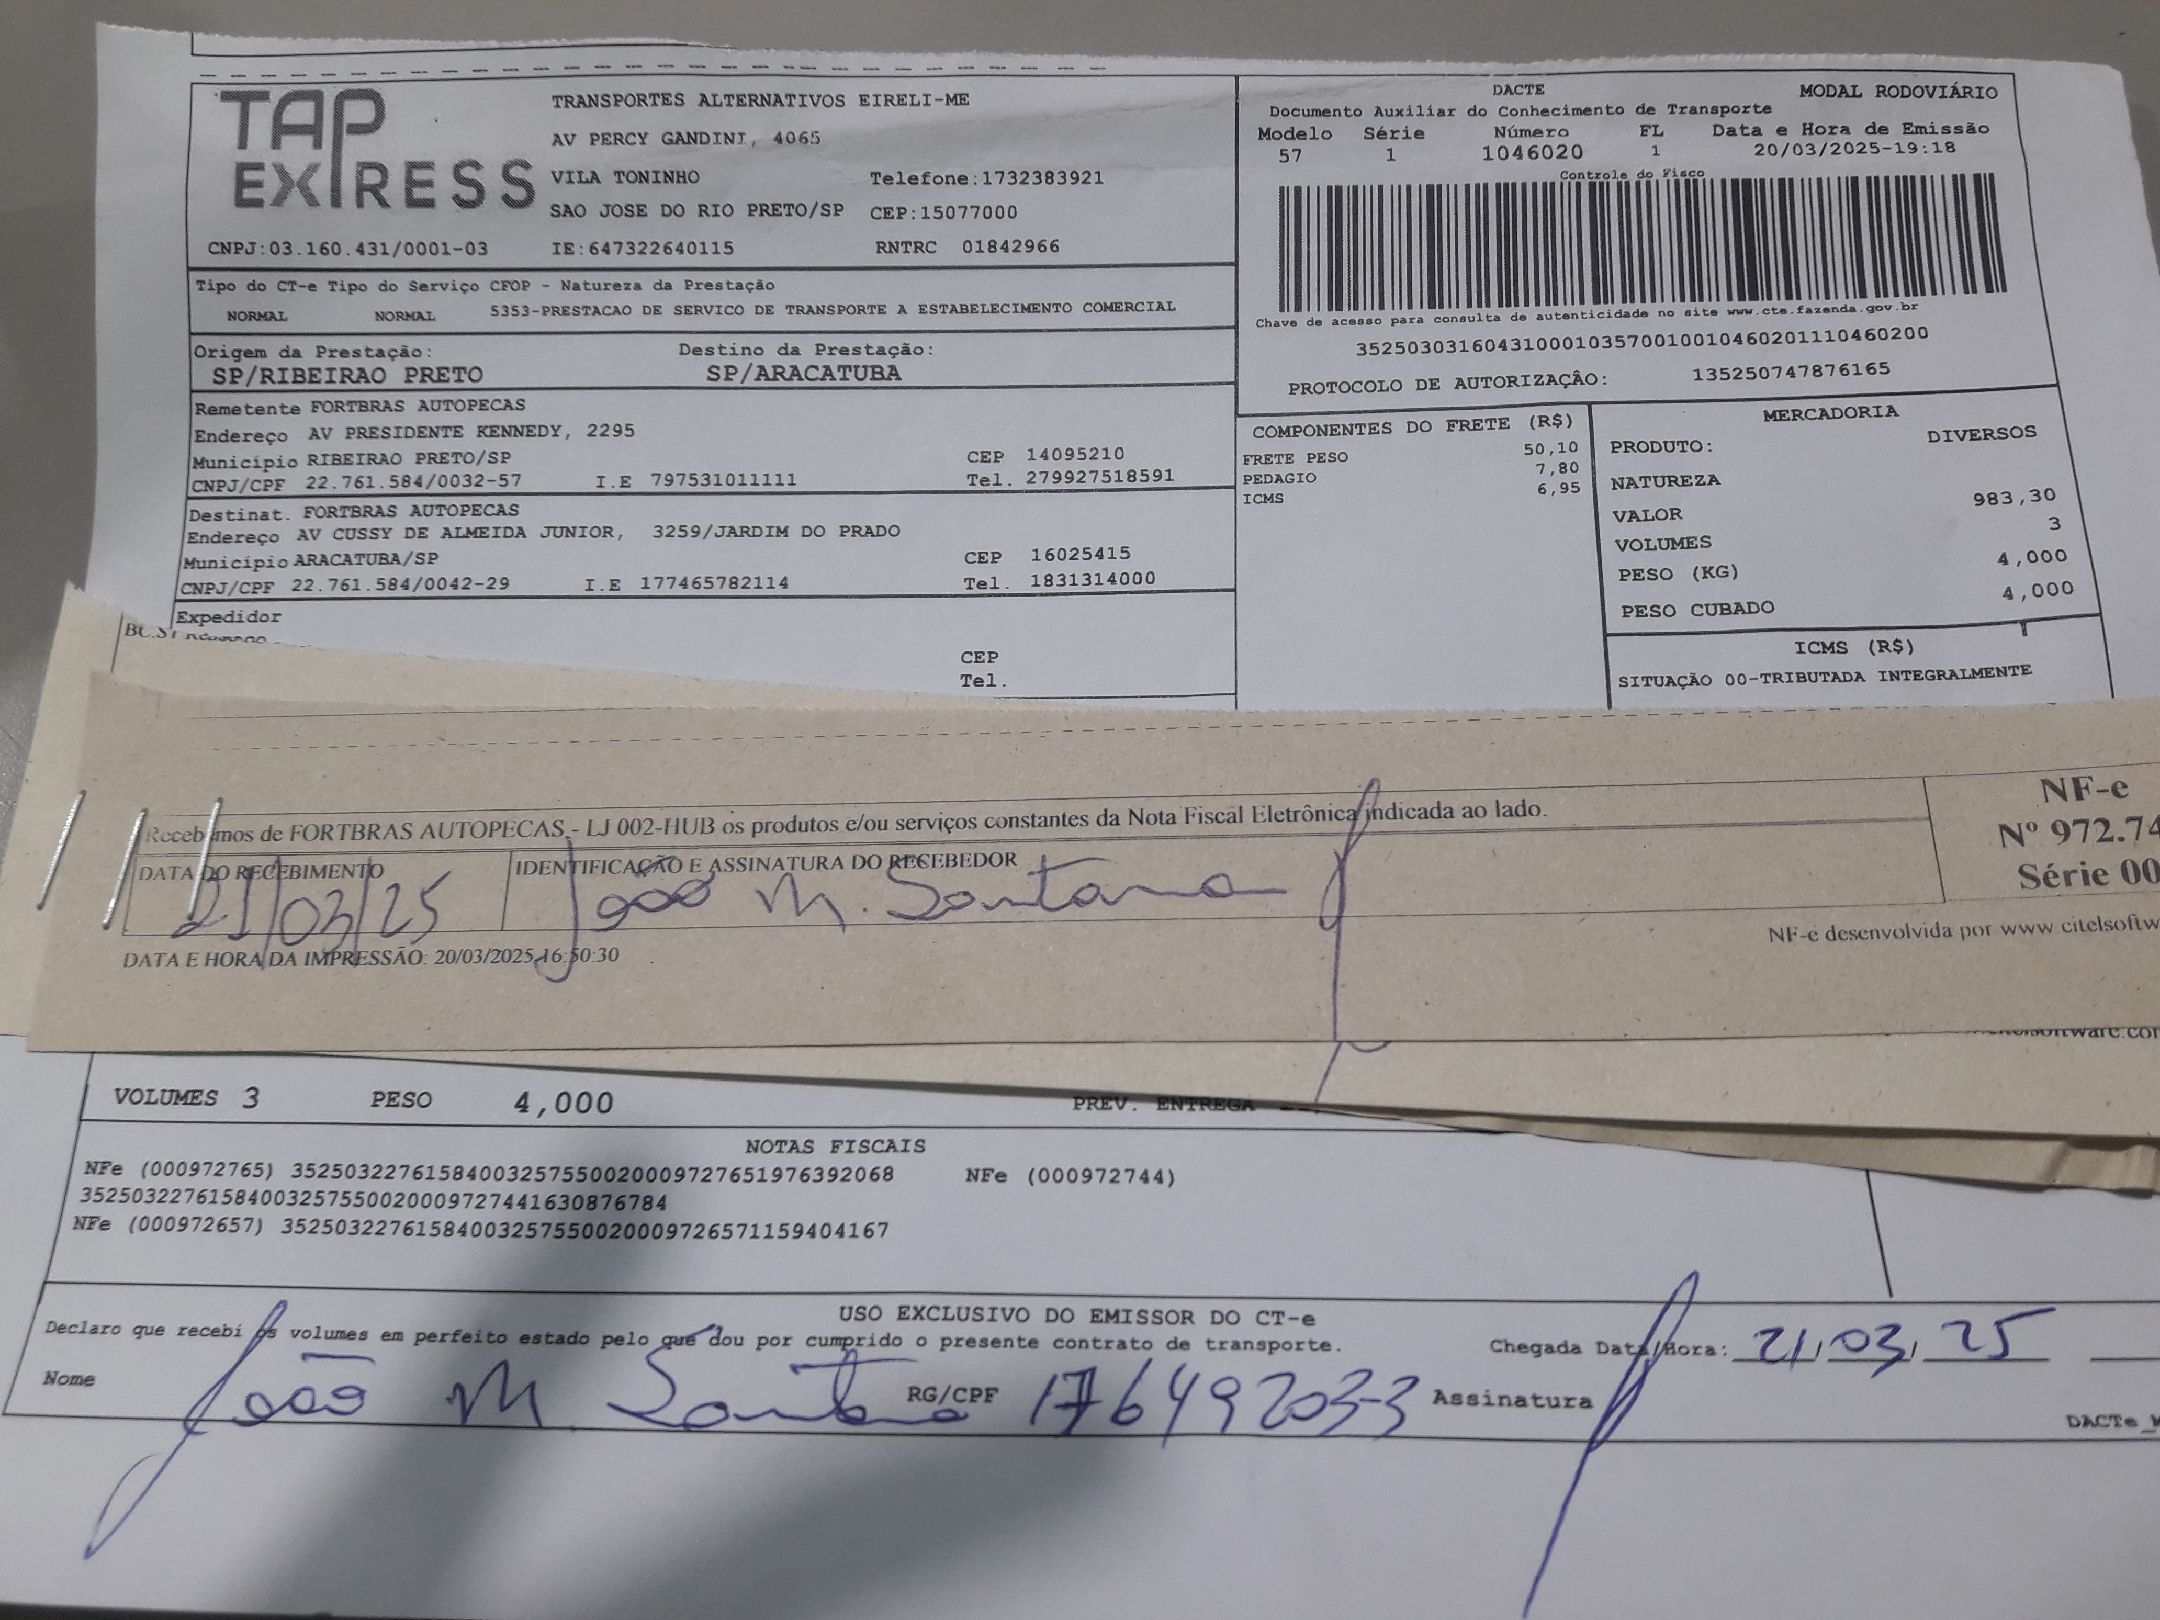 TAP EXPRESS
TRANSPORTES ALTERNATIVOS EIRELI-ME
AV PERCY GANDINI, 4065
VILA TONINHO Telefone:1732383921
SAO JOSE DO RIO PRETO/SP CEP:15077000
CNPJ:03.160.431/0001-03 IE:647322640115 RNTRC 01842966
DACTE MODAL RODOVIÁRIO
Documento Auxiliar do Conhecimento de Transporte
Modelo Série Número FL Data e Hora de Emissão
57 1 1046020 1 20/03/2025-19:18
Controle do Fisco
Chave de acesso para consulta de autenticidade no site www.cte.fazenda.gov.br
35250303160431000103570010010460201110460200
PROTOCOLO DE AUTORIZAÇÂO: 135250747876165
Tipo do CT-e Tipo do Serviço CFOP - Natureza da Prestação
NORMAL NORMAL 5353-PRESTACAO DE SERVICO DE TRANSPORTE A ESTABELECIMENTO COMERCIAL
Origem da Prestação: Destino da Prestação:
SP/RIBEIRAO PRETO SP/ARACATUBA
Remetente FORTBRAS AUTOPECAS
Endereço AV PRESIDENTE KENNEDY, 2295
Município RIBEIRAO PRETO/SP CEP 14095210
CNPJ/CPF 22.761.584/0032-57 I.E 797531011111 Tel. 279927518591
Destinat. FORTBRAS AUTOPECAS
Endereço AV CUSSY DE ALMEIDA JUNIOR, 3259/JARDIM DO PRADO
Município ARACATUBA/SP CEP 16025415
CNPJ/CPF 22.761.584/0042-29 I.E 177465782114 Tel. 1831314000
Expedidor
CEP
Tel.
COMPONENTES DO FRETE (R$)
FRETE PESO 50,10
PEDAGIO 7,80
ICMS 6,95
MERCADORIA
PRODUTO: DIVERSOS
NATUREZA
VALOR 983,30
VOLUMES 3
PESO (KG) 4,000
PESO CUBADO 4,000
ICMS (R$)
SITUAÇÃO 00-TRIBUTADA INTEGRALMENTE
Recebemos de FORTBRAS AUTOPECAS - LJ 002-HUB os produtos e/ou serviços constantes da Nota Fiscal Eletrônica indicada ao lado.
NF-e
Nº 972.74
Série 00
DATA DO RECEBIMENTO IDENTIFICAÇÃO E ASSINATURA DO RECEBEDOR
21/03/25 João M. Santana
DATA E HORA DA IMPRESSÃO: 20/03/2025 16:50:30
NF-e desenvolvida por www citelsoftw
VOLUMES 3 PESO 4,000 PREV. ENTREGA
NOTAS FISCAIS
NFe (000972765) 35250322761584003257550020009727651976392068 NFe (000972744)
35250322761584003257550020009727441630876784
NFe (000972657) 35250322761584003257550020009726571159404167
USO EXCLUSIVO DO EMISSOR DO CT-e
Declaro que recebi os volumes em perfeito estado pelo que dou por cumprido o presente contrato de transporte.
Chegada Data/Hora: 21/03/25
Nome João M. Santana RG/CPF 17649203-3 Assinatura